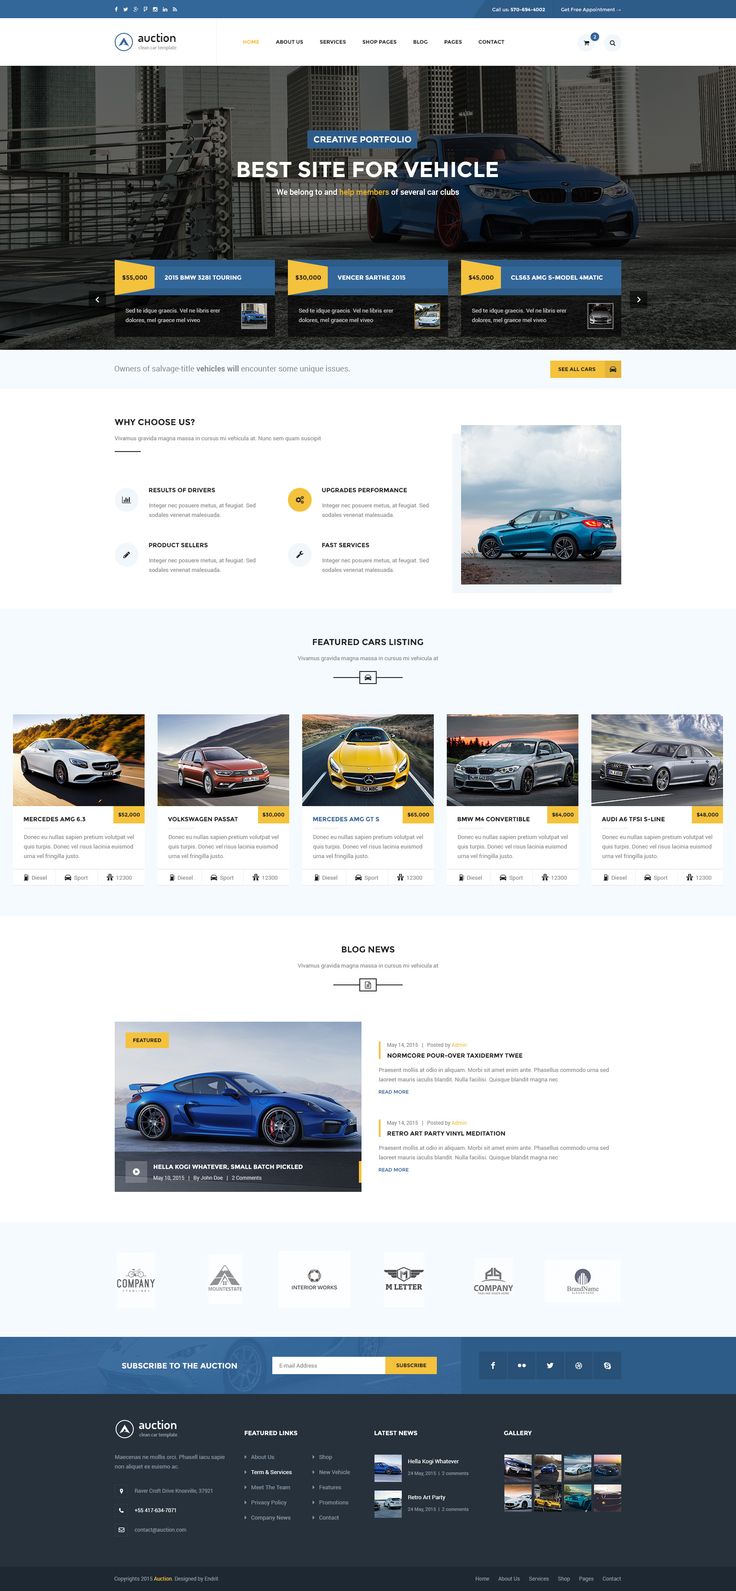 Call us: 570-694-4002
Get Free Appointment →
auction
clean car template
HOME ABOUT US SERVICES SHOP PAGES BLOG PAGES CONTACT
2
CREATIVE PORTFOLIO
BEST SITE FOR VEHICLE
We belong to and help members of several car clubs
$55,000 2015 BMW 328I TOURING
Sed te idque graecis. Vel ne libris erer
dolores, mel graece mel viveo
$30,000 VENCER SARTHE 2015
Sed te idque graecis. Vel ne libris erer
dolores, mel graece mel viveo
$45,000 CLS63 AMG S-MODEL 4MATIC
Sed te idque graecis. Vel ne libris erer
dolores, mel graece mel viveo
Owners of salvage-title vehicles will encounter some unique issues.
SEE ALL CARS
WHY CHOOSE US?
Vivamus gravida magna massa in cursus mi vehicula at. Nunc sem quam suscipit
RESULTS OF DRIVERS
Integer nec posuere metus, at feugiat. Sed
sodales venenat malesuada.
UPGRADES PERFORMANCE
Integer nec posuere metus, at feugiat. Sed
sodales venenat malesuada.
PRODUCT SELLERS
Integer nec posuere metus, at feugiat. Sed
sodales venenat malesuada.
FAST SERVICES
Integer nec posuere metus, at feugiat. Sed
sodales venenat malesuada.
FEATURED CARS LISTING
Vivamus gravida magna massa in cursus mi vehicula at
$52,000
MERCEDES AMG 6.3
Donec eu nullas sapien pretium volutpat vel
quis turpis. Donec vel risus lacinia euismod
urna vel fringilla justo.
Diesel Sport 12300
$30,000
VOLKSWAGEN PASSAT
Donec eu nullas sapien pretium volutpat vel
quis turpis. Donec vel risus lacinia euismod
urna vel fringilla justo.
Diesel Sport 12300
$65,000
MERCEDES AMG GT S
Donec eu nullas sapien pretium volutpat vel
quis turpis. Donec vel risus lacinia euismod
urna vel fringilla justo.
Diesel Sport 12300
$64,000
BMW M4 CONVERTIBLE
Donec eu nullas sapien pretium volutpat vel
quis turpis. Donec vel risus lacinia euismod
urna vel fringilla justo.
Diesel Sport 12300
$48,000
AUDI A6 TFSI S-LINE
Donec eu nullas sapien pretium volutpat vel
quis turpis. Donec vel risus lacinia euismod
urna vel fringilla justo.
Diesel Sport 12300
BLOG NEWS
Vivamus gravida magna massa in cursus mi vehicula at
FEATURED
HELLA KOGI WHATEVER, SMALL BATCH PICKLED
May 10, 2015 | By John Doe | 2 Comments
May 14, 2015 | Posted by Admin
NORMCORE POUR-OVER TAXIDERMY TWEE
Praesent mollis at odio in aliquam. Morbi sit amet enim ante. Phasellus commodo urna sed
laoreet mauris iaculis blandit. Nulla facilisi. Quisque blandit magna nec
READ MORE
May 14, 2015 | Posted by Admin
RETRO ART PARTY VINYL MEDITATION
Praesent mollis at odio in aliquam. Morbi sit amet enim ante. Phasellus commodo urna sed
laoreet mauris iaculis blandit. Nulla facilisi. Quisque blandit magna nec
READ MORE
COMPANY
MOUNTESTATE
INTERIOR WORKS
M LETTER
COMPANY
BrandName
SUBSCRIBE TO THE AUCTION
E-mail Address
SUBSCRIBE
auction
clean car template
Maecenas ne mollis orci. Phasell iacu sapie
non aliquet ex euismo ac.
Raver Croft Drive Knoxville, 37921
+55 417-634-7071
contact@auction.com
FEATURED LINKS
About Us
Term & Services
Meet The Team
Privacy Policy
Company News
Shop
New Vehicle
Features
Promotions
Contact
LATEST NEWS
Hella Kogi Whatever
24 May, 2015 | 2 comments
Retro Art Party
24 May, 2015 | 2 comments
GALLERY
Copyrights 2015 Auction. Designed by Endrit
Home About Us Services Shop Pages Contact